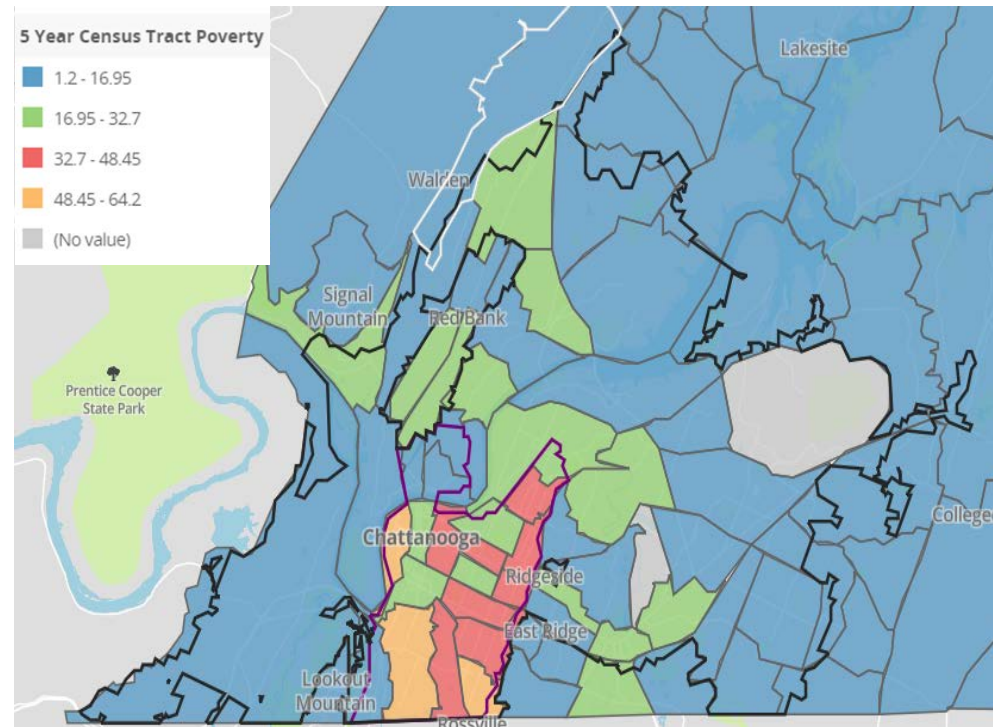 5 Year Census Tract Poverty
1.2 - 16.95
16.95 - 32.7
32.7 - 48.45
48.45 - 64.2
(No value)
Lakesite
Walden
Signal
Mountain
Red Bank
Prentice Cooper
State Park
Chattanooga
College
Ridgeside
East Ridge
Lookout
Mountain
Rossville